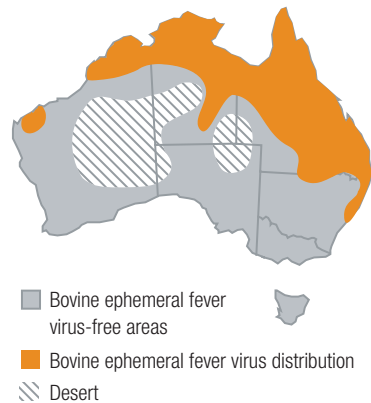 Bovine ephemeral fever
virus-free areas
Bovine ephemeral fever virus distribution
Desert